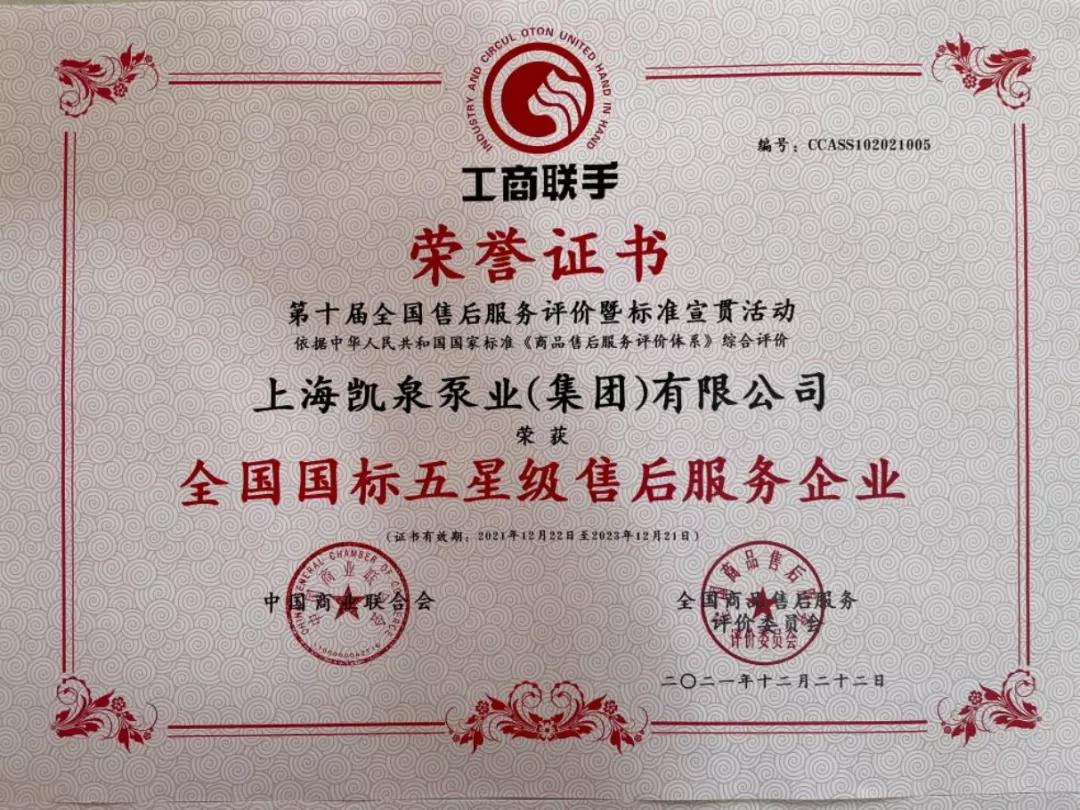 INDUSTRY AND CIRCUL OTON UNITED HAND IN HAND
编号：CCASS102021005
工商联手
荣誉证书
第十届全国售后服务评价暨标准宣贯活动
依据中华人民共和国国家标准《商品售后服务评价体系》综合评价
上海凯泉泵业(集团)有限公司
荣获
全国国标五星级售后服务企业
(证书有效期：2021年12月22日至2023年12月21日)
中国商业联合会
全国商品售后服务
评价委员会
评价委员会
二〇二一年十二月二十二日